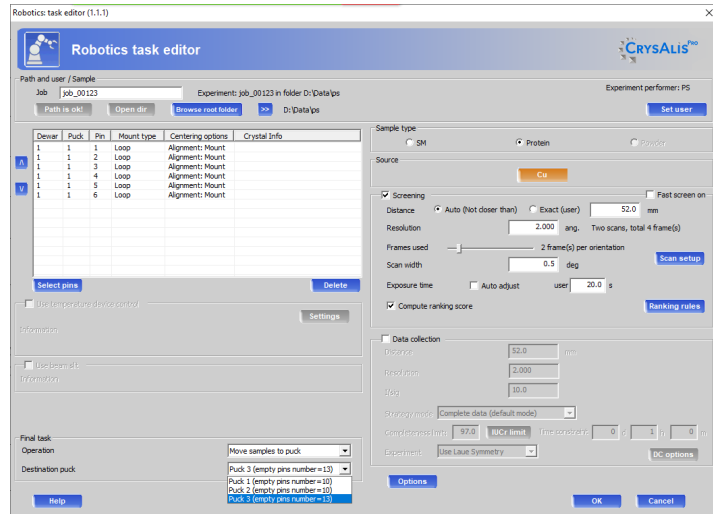 Robotics: task editor (1.1.1)
Robotics task editor
CRYSALIS PRO
Path and user / Sample
Job job_00123 Experiment: job_00123 in folder D:\Data\ps Experiment performer: PS
Path is ok! Open dir Browse root folder >> D:\Data\ps Set user
Dewar Puck Pin Mount type Centering options Crystal Info
1 1 1 Loop Alignment: Mount
1 1 2 Loop Alignment: Mount
1 1 3 Loop Alignment: Mount
1 1 4 Loop Alignment: Mount
1 1 5 Loop Alignment: Mount
1 1 6 Loop Alignment: Mount
Select pins Delete
Use temperature device control
Settings
Information
Use beam slit
Information
Final task
Operation Move samples to puck
Destination puck Puck 3 (empty pins number=13)
Puck 1 (empty pins number=10)
Puck 2 (empty pins number=10)
Puck 3 (empty pins number=13)
Help
Sample type
SM Protein Powder
Source
Cu
Screening Fast screen on
Distance Auto (Not closer than) Exact (user) 52.0 mm
Resolution 2.000 ang. Two scans, total 4 frame(s)
Frames used 2 frame(s) per orientation
Scan width 0.5 deg Scan setup
Exposure time Auto adjust user 20.0 s
Compute ranking score Ranking rules
Data collection
Distance 52.0 mm
Resolution 2.000
I/sig 10.0
Strategy mode Complete data (default mode)
Completeness 97.0 IUCr limit Time constraint: 0 d 1 h 0 m
Experiment Use Laue Symmetry DC options
Options
OK Cancel